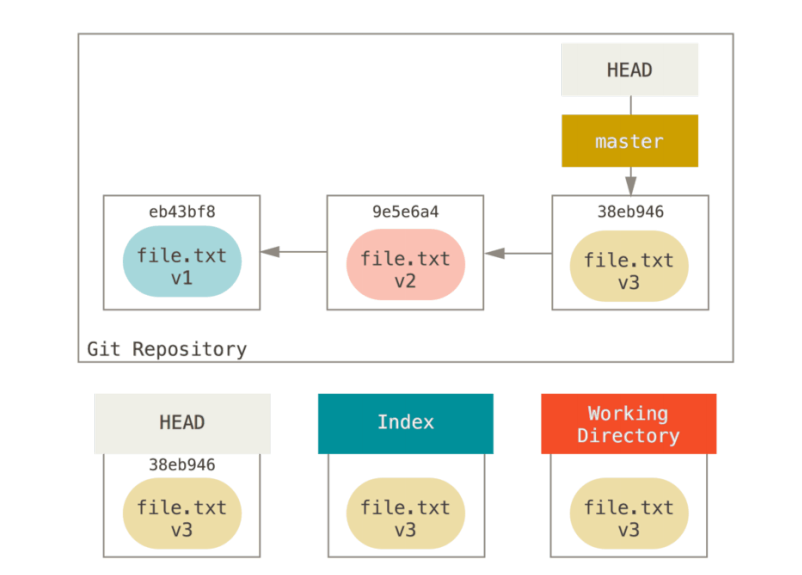 HEAD
master
eb43bf8
9e5e6a4
38eb946
file.txt
v1
file.txt
v2
file.txt
v3
Git Repository
HEAD
Index
Working
Directory
38eb946
file.txt
v3
file.txt
v3
file.txt
v3